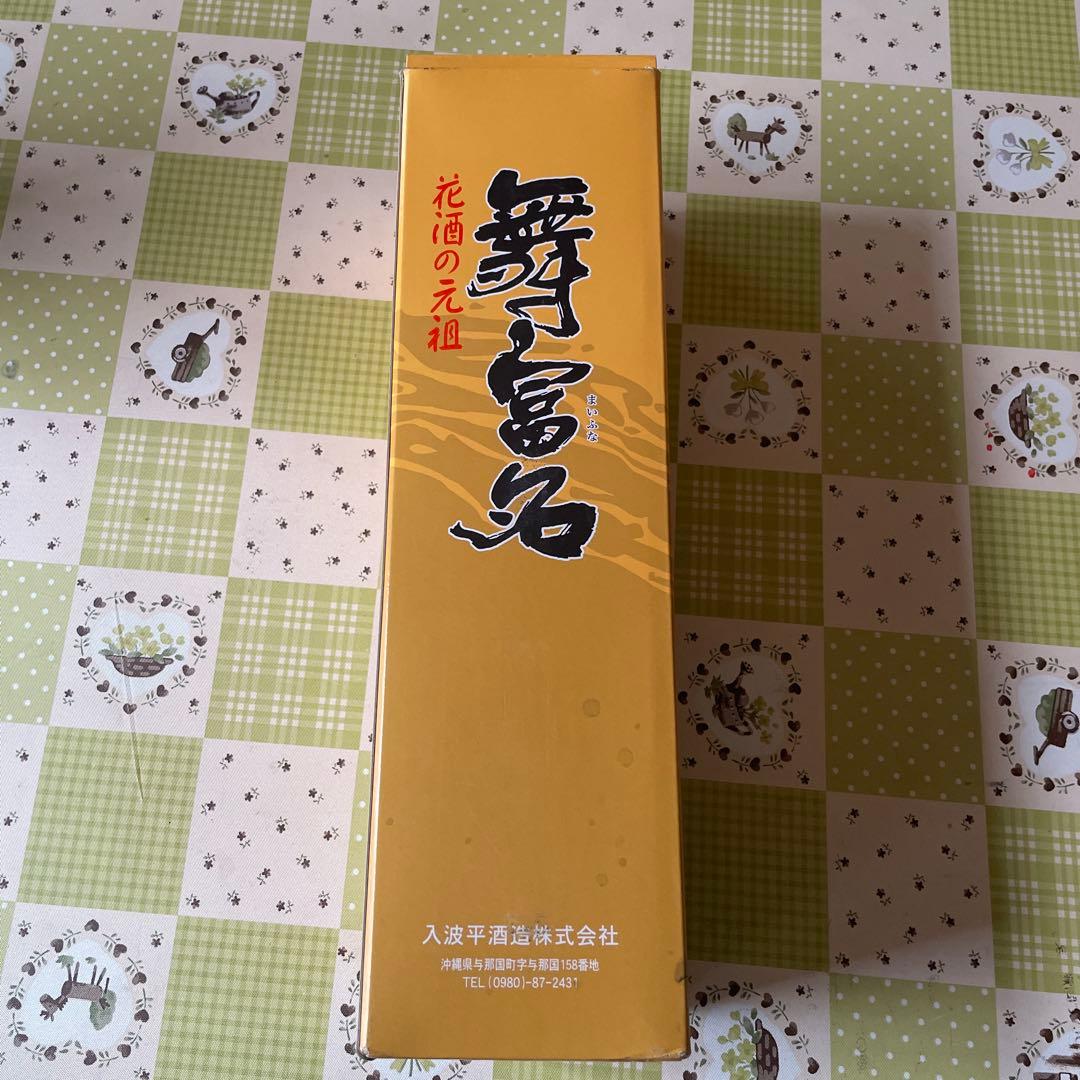 花酒の元祖
舞富名
まいふな
入波平酒造株式会社
沖縄県与那国町字与那国158番地
TEL(0980)-87-2431